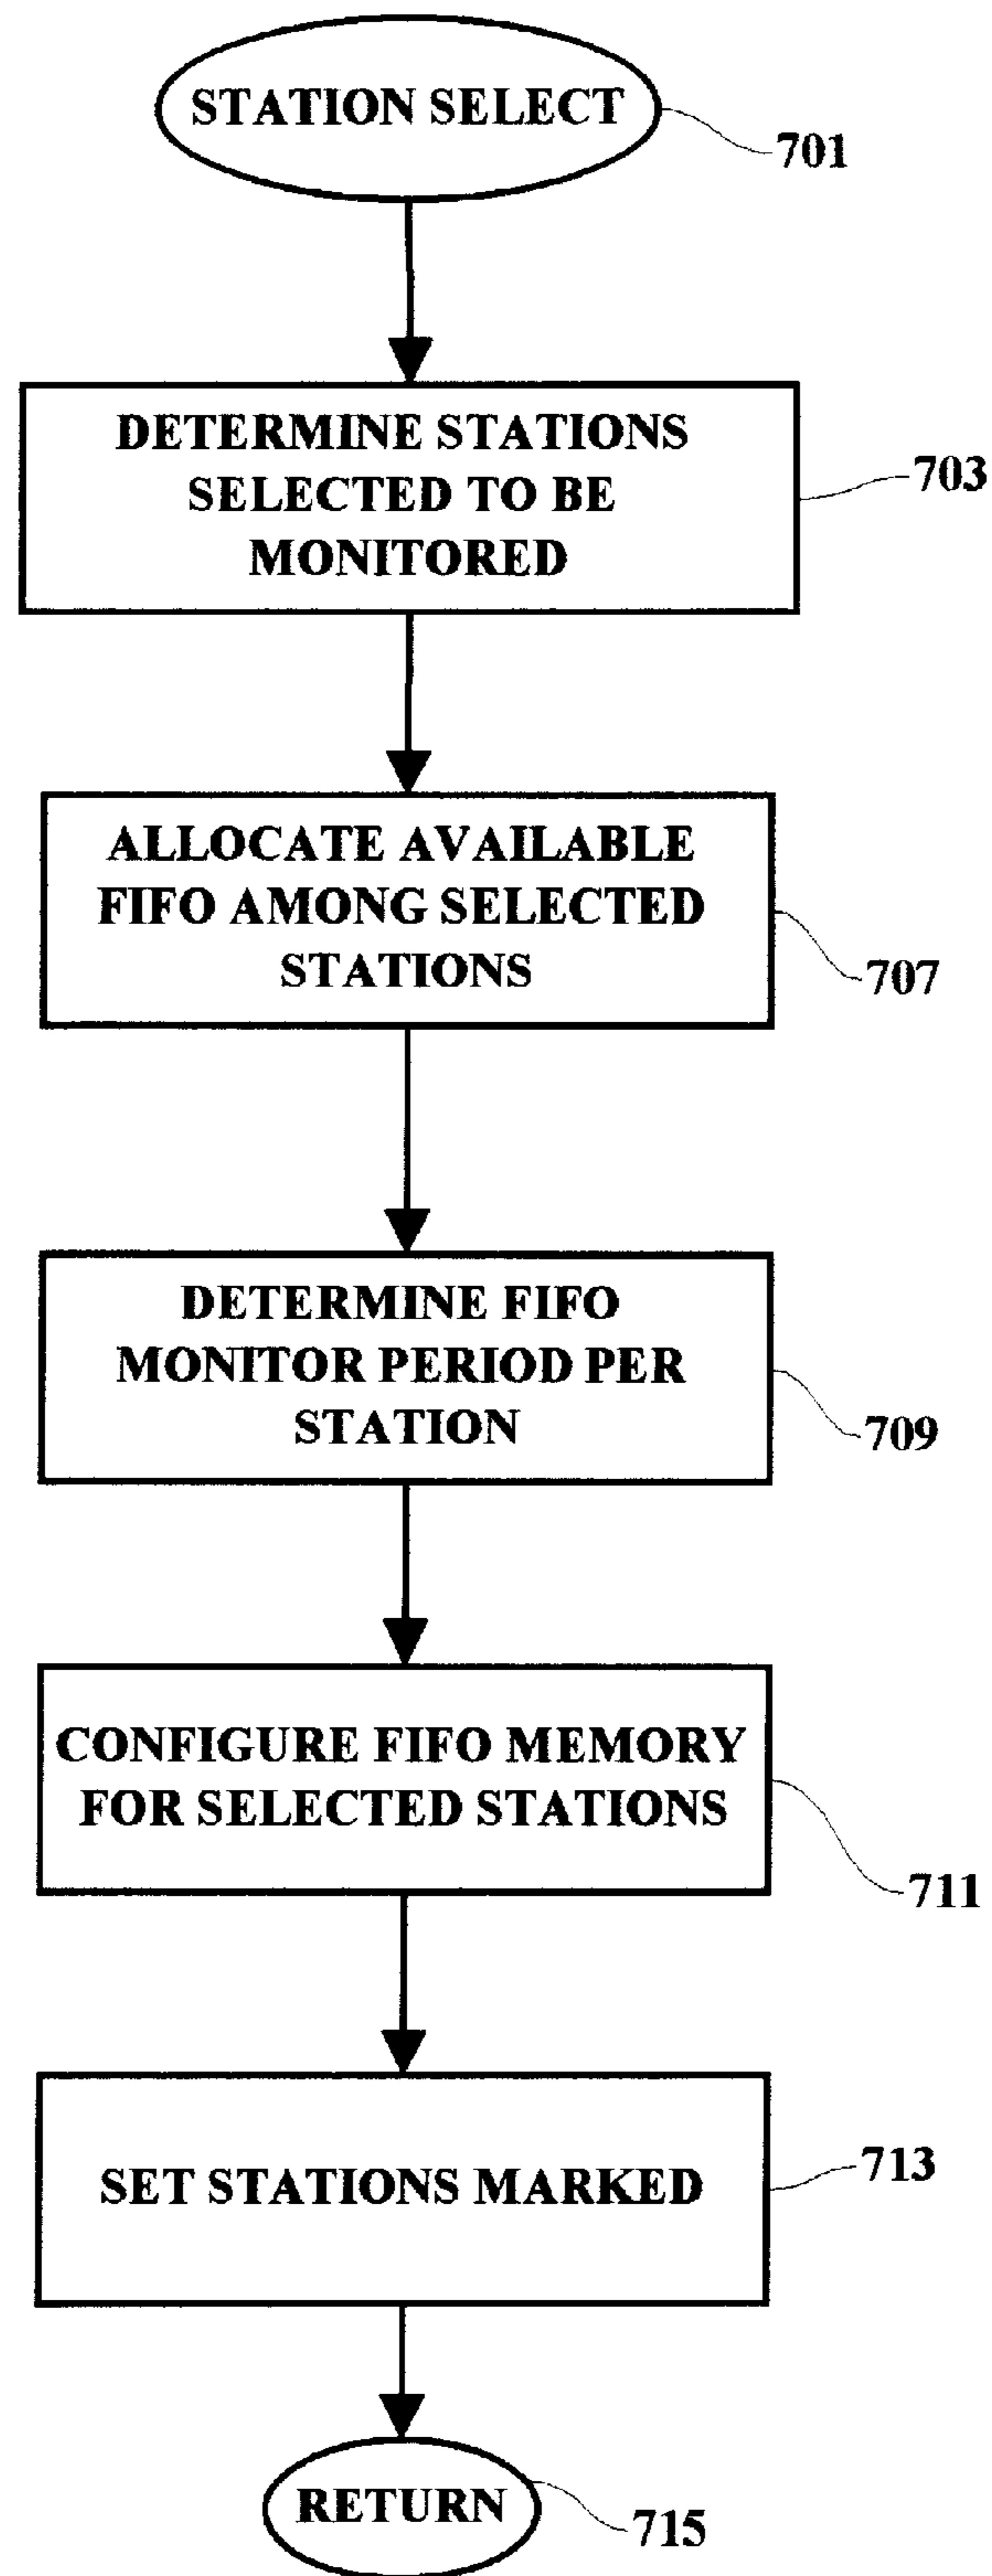 STATION SELECT
701
DETERMINE STATIONS
SELECTED TO BE
MONITORED
703
ALLOCATE AVAILABLE
FIFO AMONG SELECTED
STATIONS
707
DETERMINE FIFO
MONITOR PERIOD PER
STATION
709
CONFIGURE FIFO MEMORY
FOR SELECTED STATIONS
711
SET STATIONS MARKED
713
RETURN
715